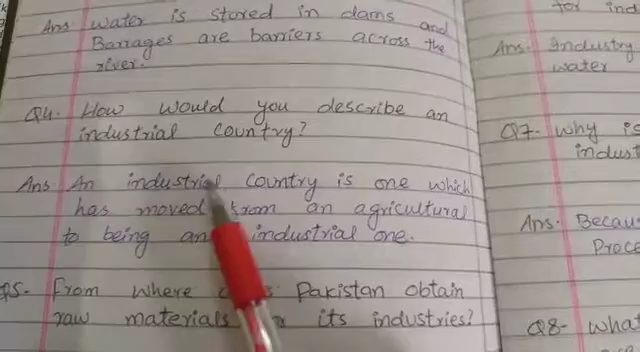 Ans Water is stored in dams and
Barrages are barriers across the
river.
Q4. How would you describe an
industrial country?
Ans An industrial country is one which
has moved from an agricultural
to being an industrial one.
Q5. From where Pakistan obtain
raw materials its industries?
for ind
Ans. Industry
water
Q7. Why is
indust
Ans. Becau
Proce
Q8- What